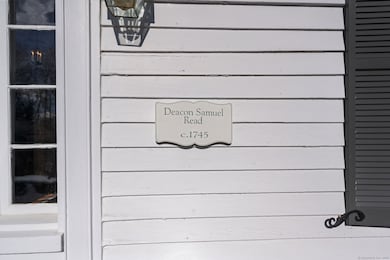 Deacon Samuel
Read
c.1745